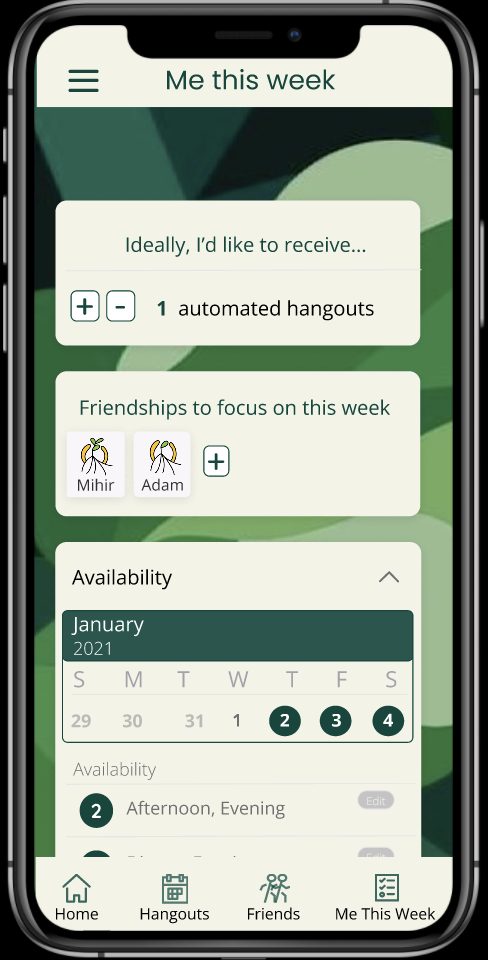 Me this week
Ideally, I'd like to receive...
+ - 1 automated hangouts
Friendships to focus on this week
Mihir Adam +
Availability
January
2021
S M T W T F S
29 30 31 1 2 3 4
Availability
2 Afternoon, Evening Edit
Home Hangouts Friends Me This Week